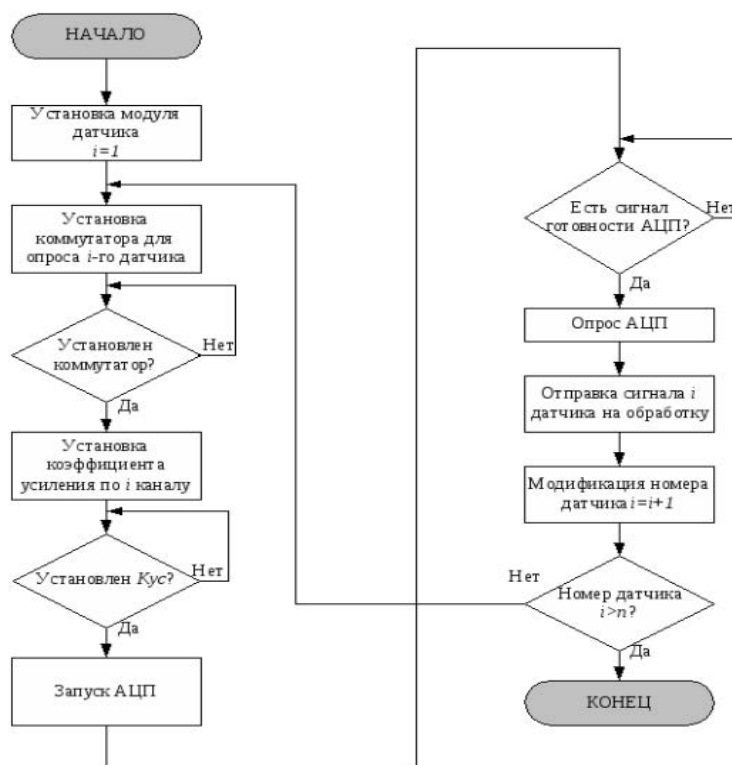 НАЧАЛО
Установка модуля
датчика
i=1
Установка
коммутатора для
опроса i-го датчика
Установлен
коммутатор?
Нет
Да
Установка
коэффициента
усиления по i каналу
Установлен Kус?
Нет
Да
Запуск АЦП
Есть сигнал
готовности АЦП?
Нет
Да
Опрос АЦП
Отправка сигнала i
датчика на обработку
Модификация номера
датчика i=i+1
Нет
Номер датчика
i>n?
Да
КОНЕЦ